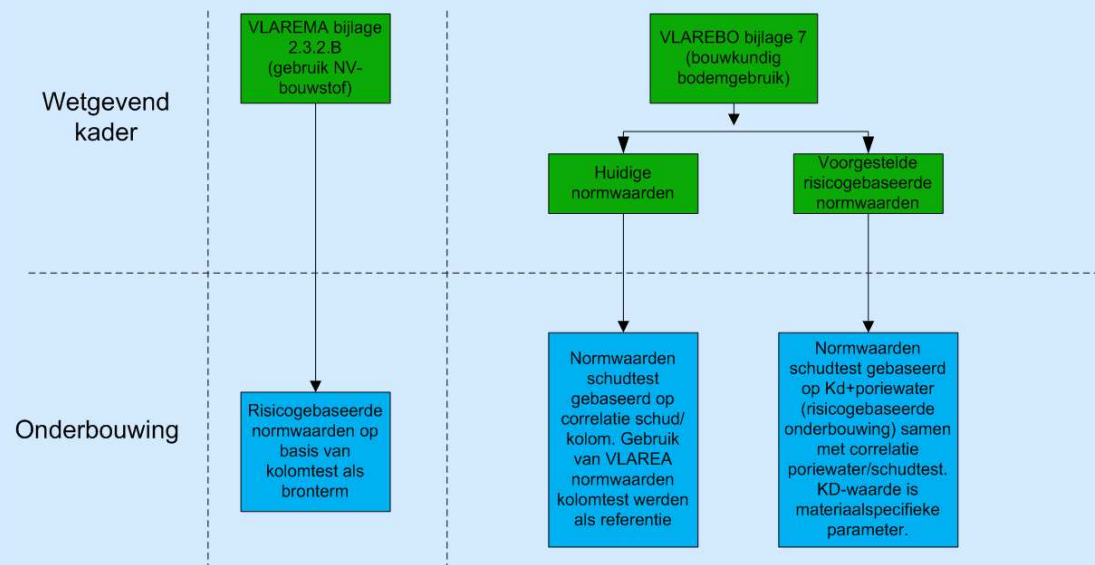 Wetgevend
kader
VLAREMA bijlage
2.3.2.B
(gebruik NV-
bouwstof)
VLAREBO bijlage 7
(bouwkundig
bodemgebruik)
Huidige
normwaarden
Voorgestelde
risicogebaseerde
normwaarden
Onderbouwing
Risicogebaseerde
normwaarden op
basis van
kolomtest als
bronterm
Normwaarden
schudtest
gebaseerd op
correlatie schud/
kolom. Gebruik
van VLAREA
normwaarden
kolomtest werden
als referentie
Normwaarden
schudtest gebaseerd
op Kd+poriewater
(risicogebaseerde
onderbouwing) samen
met correlatie
poriewater/schudtest.
KD-waarde is
materiaalspecifieke
parameter.